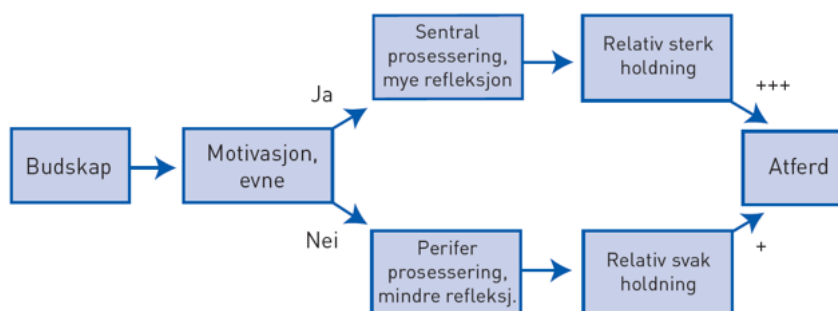 Budskap
Motivasjon,
evne
Ja
Nei
Sentral
prosessering,
mye refleksjon
Relativ sterk
holdning
+++
Perifer
prosessering,
mindre refleksj.
Relativ svak
holdning
+
Atferd